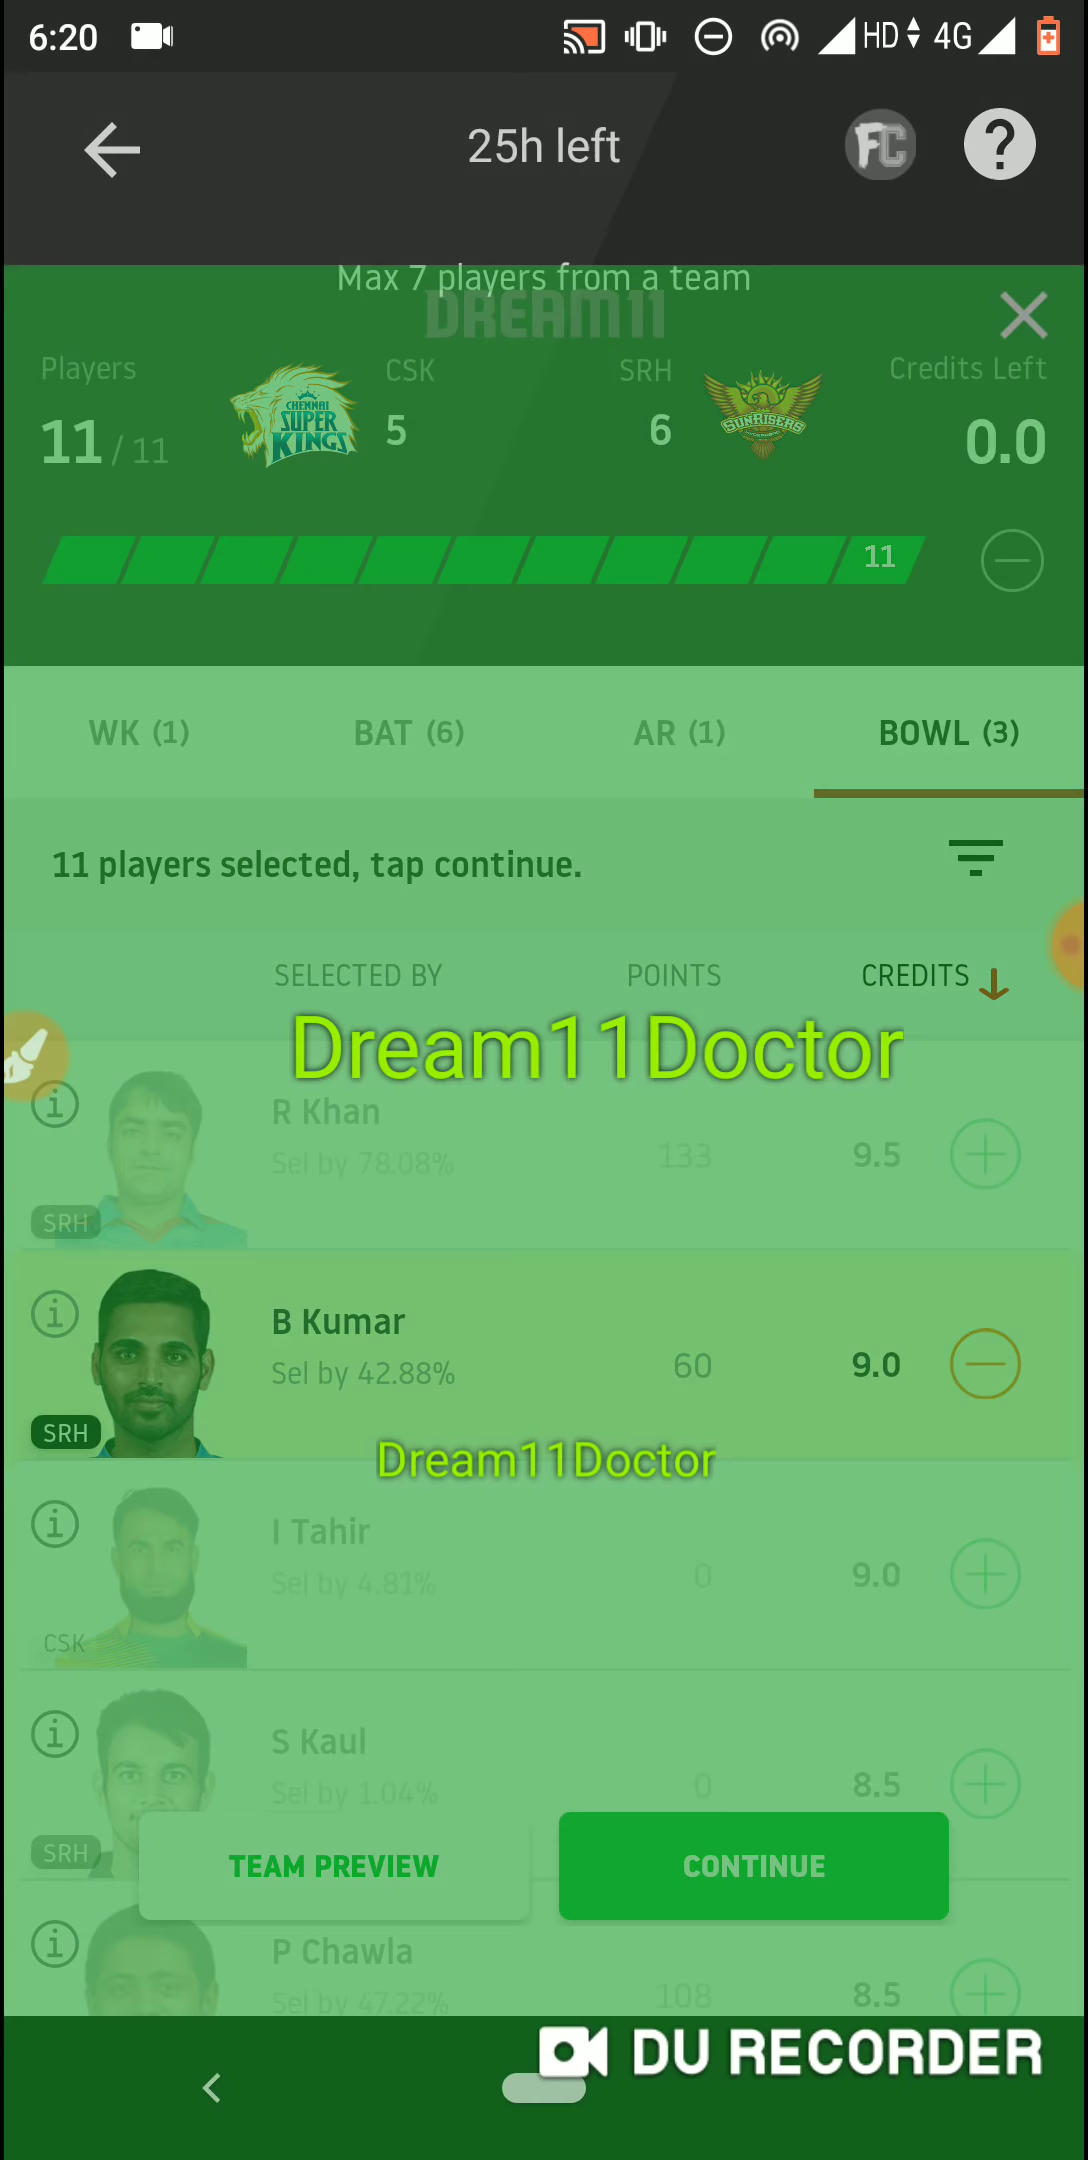 6:20 HD 4G
25h left FC ?
Max 7 players from a team
DREAM11
Players CSK SRH Credits Left
CHENNAI
SUPER
KINGS
SUNRISERS
11 / 11 5 6 0.0
11
WK (1) BAT (6) AR (1) BOWL (3)
11 players selected, tap continue.
SELECTED BY POINTS CREDITS
Dream11Doctor
R Khan
Sel by 78.08% 133 9.5
SRH
B Kumar
Sel by 42.88% 60 9.0
SRH
Dream11Doctor
I Tahir
Sel by 4.81% 0 9.0
CSK
S Kaul
Sel by 1.04% 0 8.5
SRH
TEAM PREVIEW CONTINUE
P Chawla
Sel by 47.22% 108 8.5
DU RECORDER